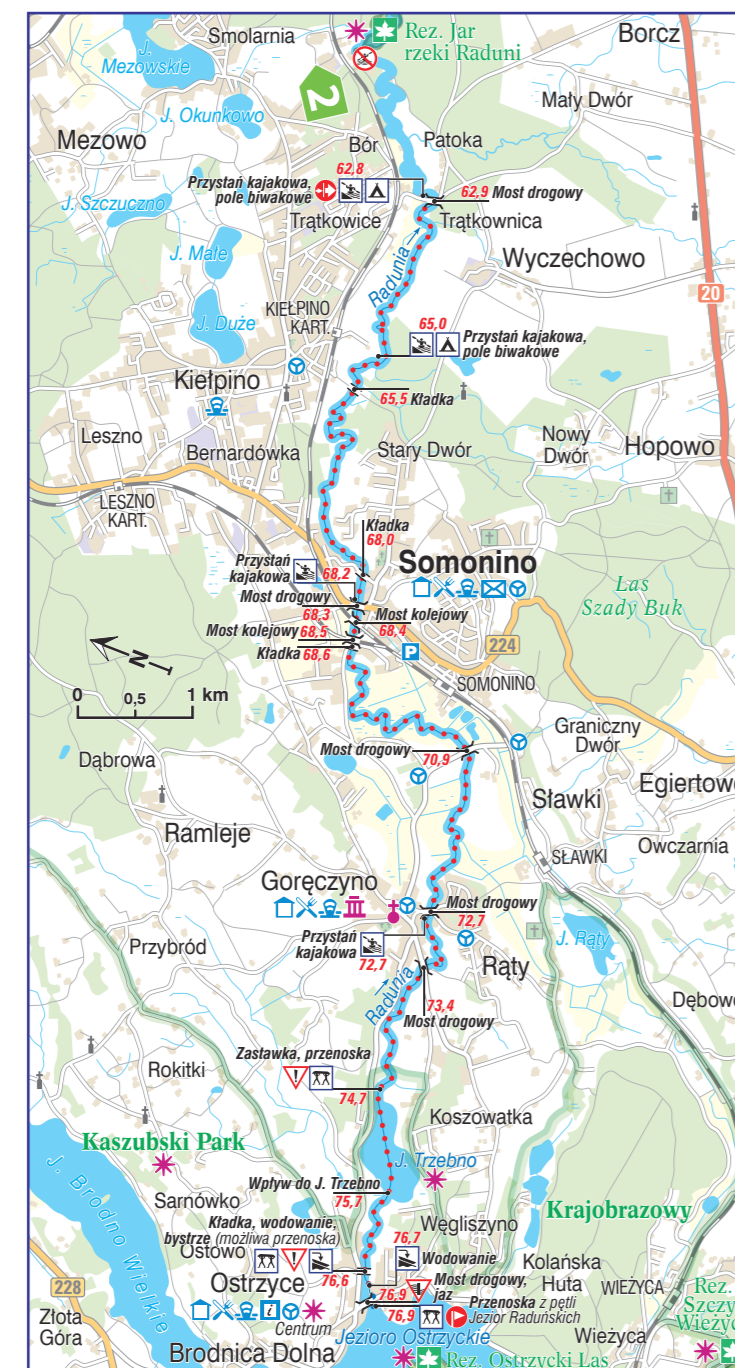 Smolarnia
Rez. Jar
rzeki Raduni
Borcz
J.
Mezowskie
2
Mały Dwór
J. Okunkowo
Mezowo
Bór
Patoka
62,8
Przystań kajakowa,
pole biwakowe
62,9 Most drogowy
J. Szczuczno
Trątkowice
Trątkownica
J. Małe
Radunia
Wyczechowo
20
KIEŁPINO
KART.
J. Duże
65,0
Przystań kajakowa,
pole biwakowe
Kiełpino
65,5 Kładka
Leszno
Bernardówka
Stary Dwór
Nowy
Dwór
Hopowo
LESZNO
KART.
Kładka
68,0
Przystań
kajakowa
68,2
Somonino
Las
Szady Buk
Most drogowy
68,3
Most kolejowy
68,4
Most kolejowy 68,5
Kładka 68,6
224
N
P
0 0,5 1 km
SOMONINO
Most drogowy
70,9
Graniczny
Dwór
Dąbrowa
Sławki
Egiertowo
Ramleje
Owczarnia
SŁAWKI
Goręczyno
Most drogowy
72,7
Przybród
Przystań
kajakowa
72,7
J. Rąty
Rąty
Radunia
73,4
Most drogowy
Dębowo
Zastawka, przenoska
74,7
Rokitki
Koszowatka
Kaszubski Park
J. Trzebno
J. Brodno Wielkie
Wpływ do J. Trzebno
75,7
Sarnówko
Krajobrazowy
Węgliszyno
Kładka, wodowanie,
bystrze (możliwa przenoska)
76,7
Wodowanie
Ostowo
76,6
Kolańska
Huta
WIEŻYCA
Ostrzyce
Most drogowy,
jaz
76,9
228
i
76,9
Przenoska z pętli
Jezior Raduńskich
Rez.
Szczyt
Wieżyca
Złota
Góra
Centrum
Jezioro Ostrzyckie
Wieżyca
Brodnica Dolna
Rez. Ostrzycki Las